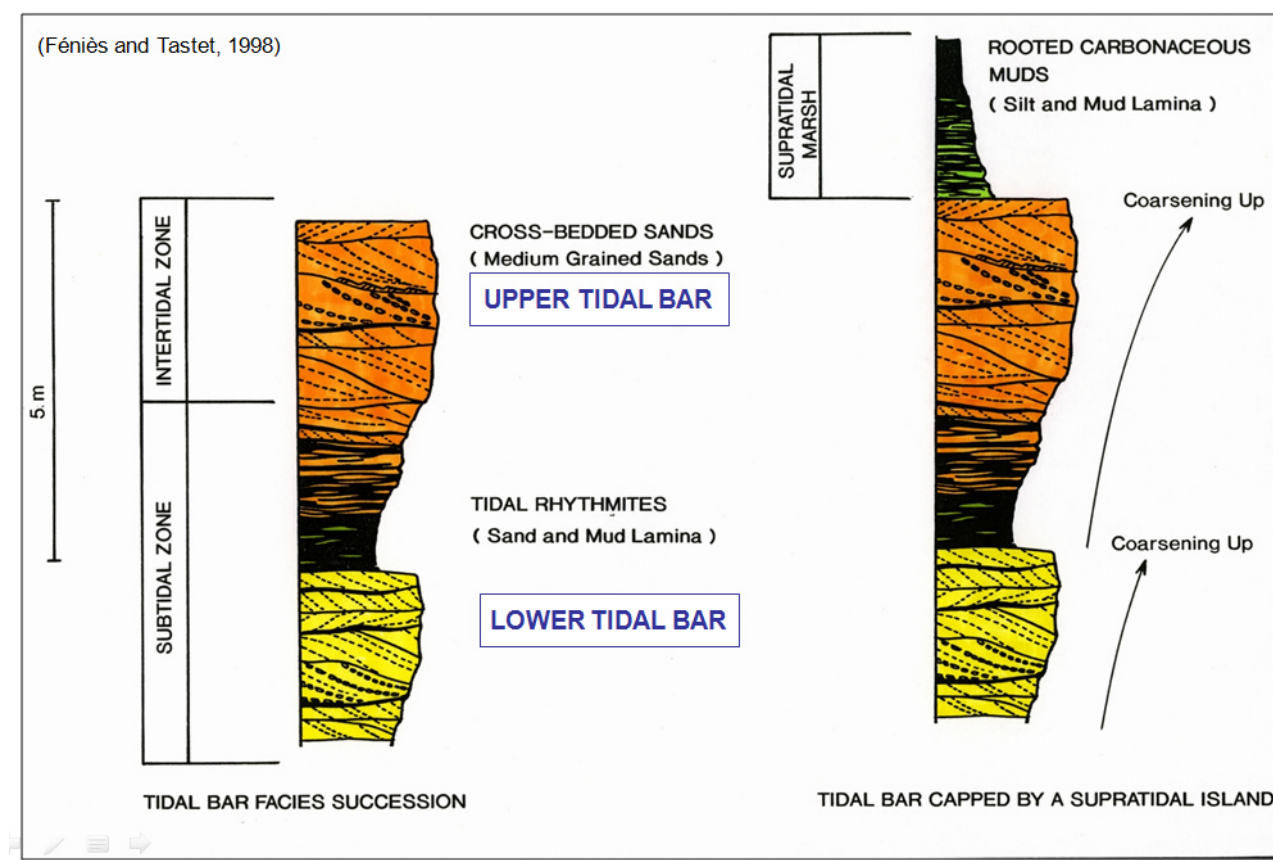 (Féniès and Tastet, 1998)
ROOTED CARBONACEOUS
MUDS
( Silt and Mud Lamina )
SUPRATIDAL
MARSH
Coarsening Up
INTERTIDAL ZONE
CROSS-BEDDED SANDS
( Medium Grained Sands )
UPPER TIDAL BAR
5. m
SUBTIDAL ZONE
TIDAL RHYTHMITES
( Sand and Mud Lamina )
Coarsening Up
LOWER TIDAL BAR
TIDAL BAR FACIES SUCCESSION
TIDAL BAR CAPPED BY A SUPRATIDAL ISLAND